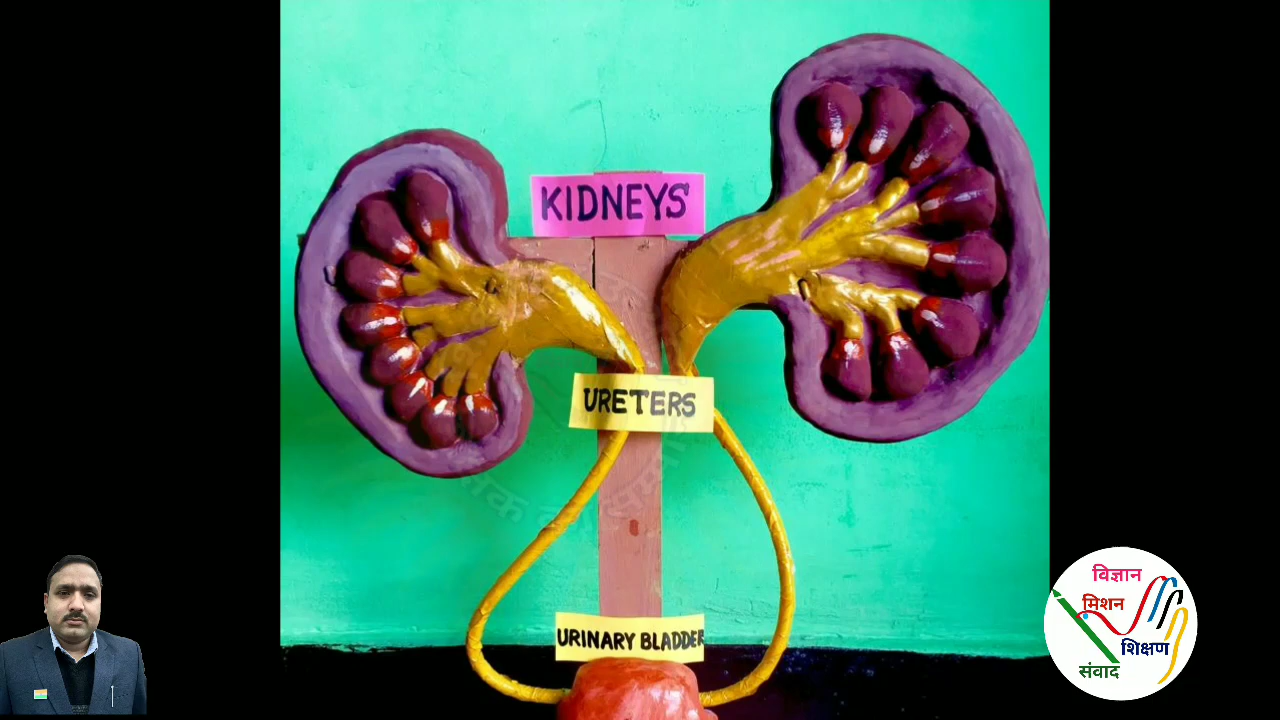 KIDNEYS
URETERS
URINARY BLADDER
विज्ञान
मिशन
शिक्षण
संवाद